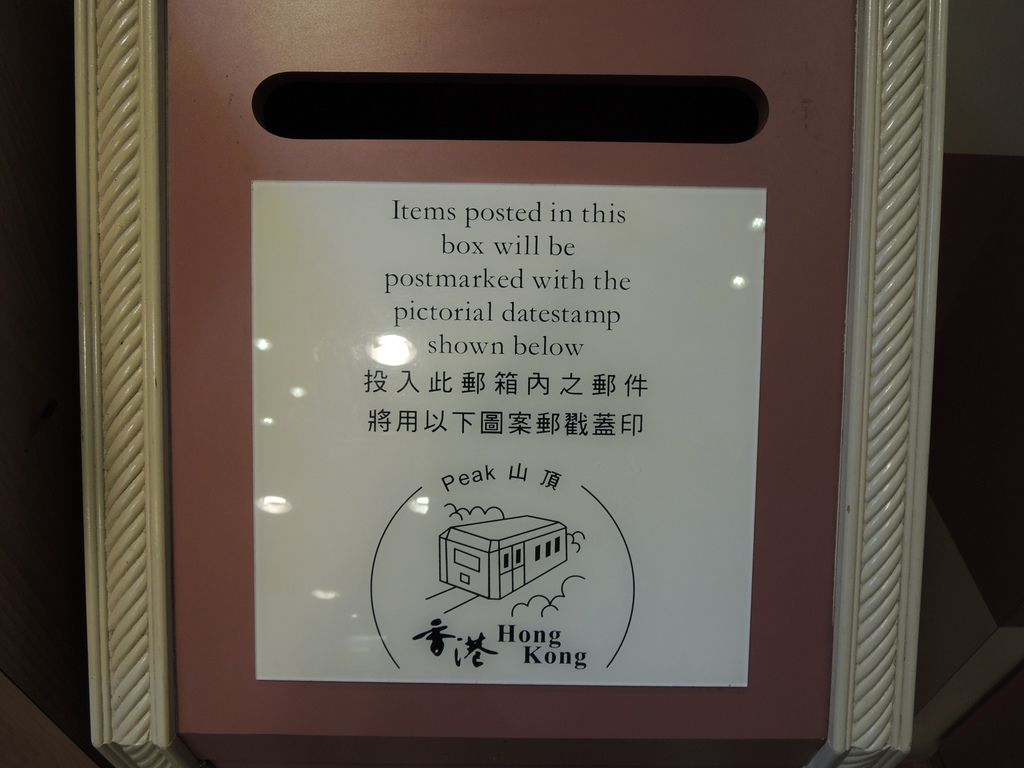 Items posted in this
box will be
postmarked with the
pictorial datestamp
shown below
投入此郵箱內之郵件
將用以下圖案郵戳蓋印
Peak 山頂
香港 Hong
Kong